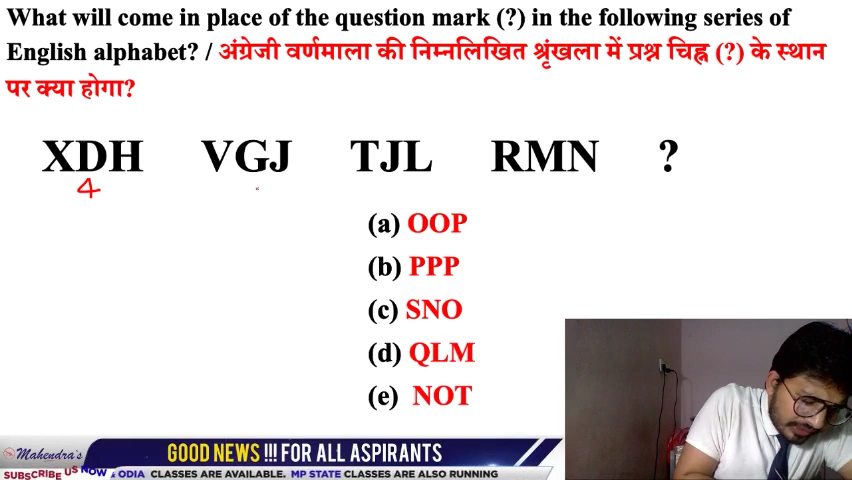 What will come in place of the question mark (?) in the following series of
English alphabet? / अंग्रेजी वर्णमाला की निम्नलिखित श्रृंखला में प्रश्न चिह्न (?) के स्थान
पर क्या होगा?
XDH VGJ TJL RMN ?
4
(a) OOP
(b) PPP
(c) SNO
(d) QLM
(e) NOT
Mahendra's GOOD NEWS !!! FOR ALL ASPIRANTS
SUBSCRIBE US NOW ODIA CLASSES ARE AVAILABLE. MP STATE CLASSES ARE ALSO RUNNING